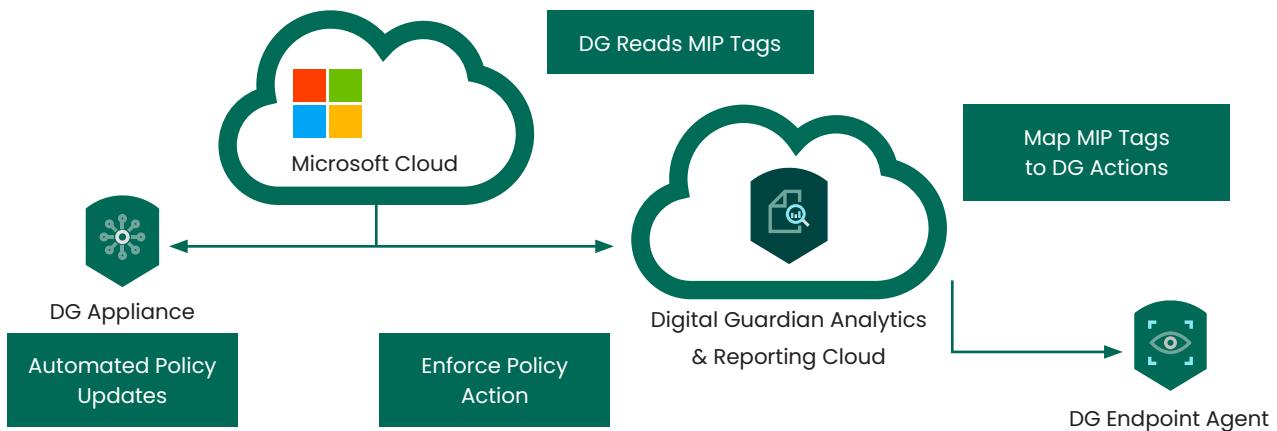 DG Reads MIP Tags
Microsoft Cloud
Map MIP Tags
to DG Actions
DG Appliance
Automated Policy
Updates
Enforce Policy
Action
Digital Guardian Analytics
& Reporting Cloud
DG Endpoint Agent